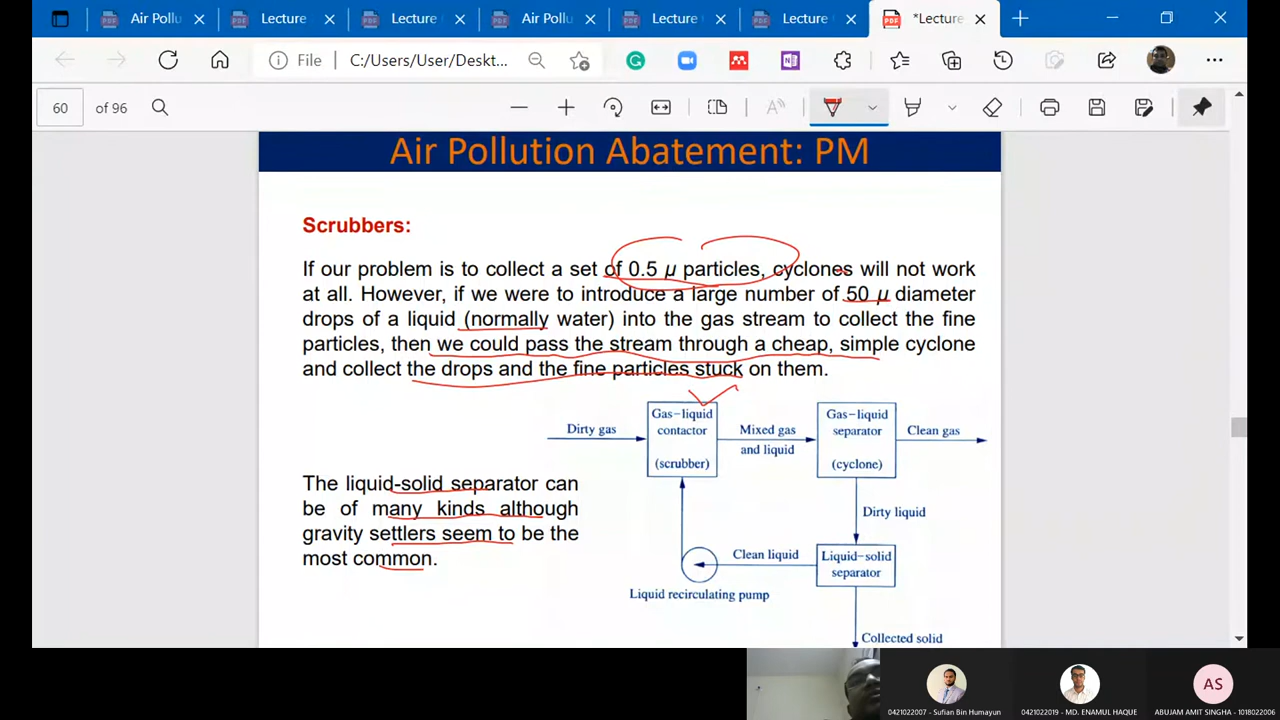 Air Pollu
Lecture
Lecture
Air Pollu
Lecture
Lecture
*Lecture
File
C:/Users/User/Deskt...
60
of 96
Air Pollution Abatement: PM
Scrubbers:
If our problem is to collect a set of 0.5 μ particles, cyclones will not work
at all. However, if we were to introduce a large number of 50 μ diameter
drops of a liquid (normally water) into the gas stream to collect the fine
particles, then we could pass the stream through a cheap, simple cyclone
and collect the drops and the fine particles stuck on them.
Dirty gas
Gas–liquid
contactor
(scrubber)
Mixed gas
and liquid
Gas–liquid
separator
(cyclone)
Clean gas
The liquid-solid separator can
be of many kinds although
gravity settlers seem to be the
most common.
Dirty liquid
Clean liquid
Liquid–solid
separator
Liquid recirculating pump
Collected solid
0421022007 - Sufian Bin Humayun
0421022019 - MD. ENAMUL HAQUE
AS
ABUJAM AMIT SINGHA - 1018022006